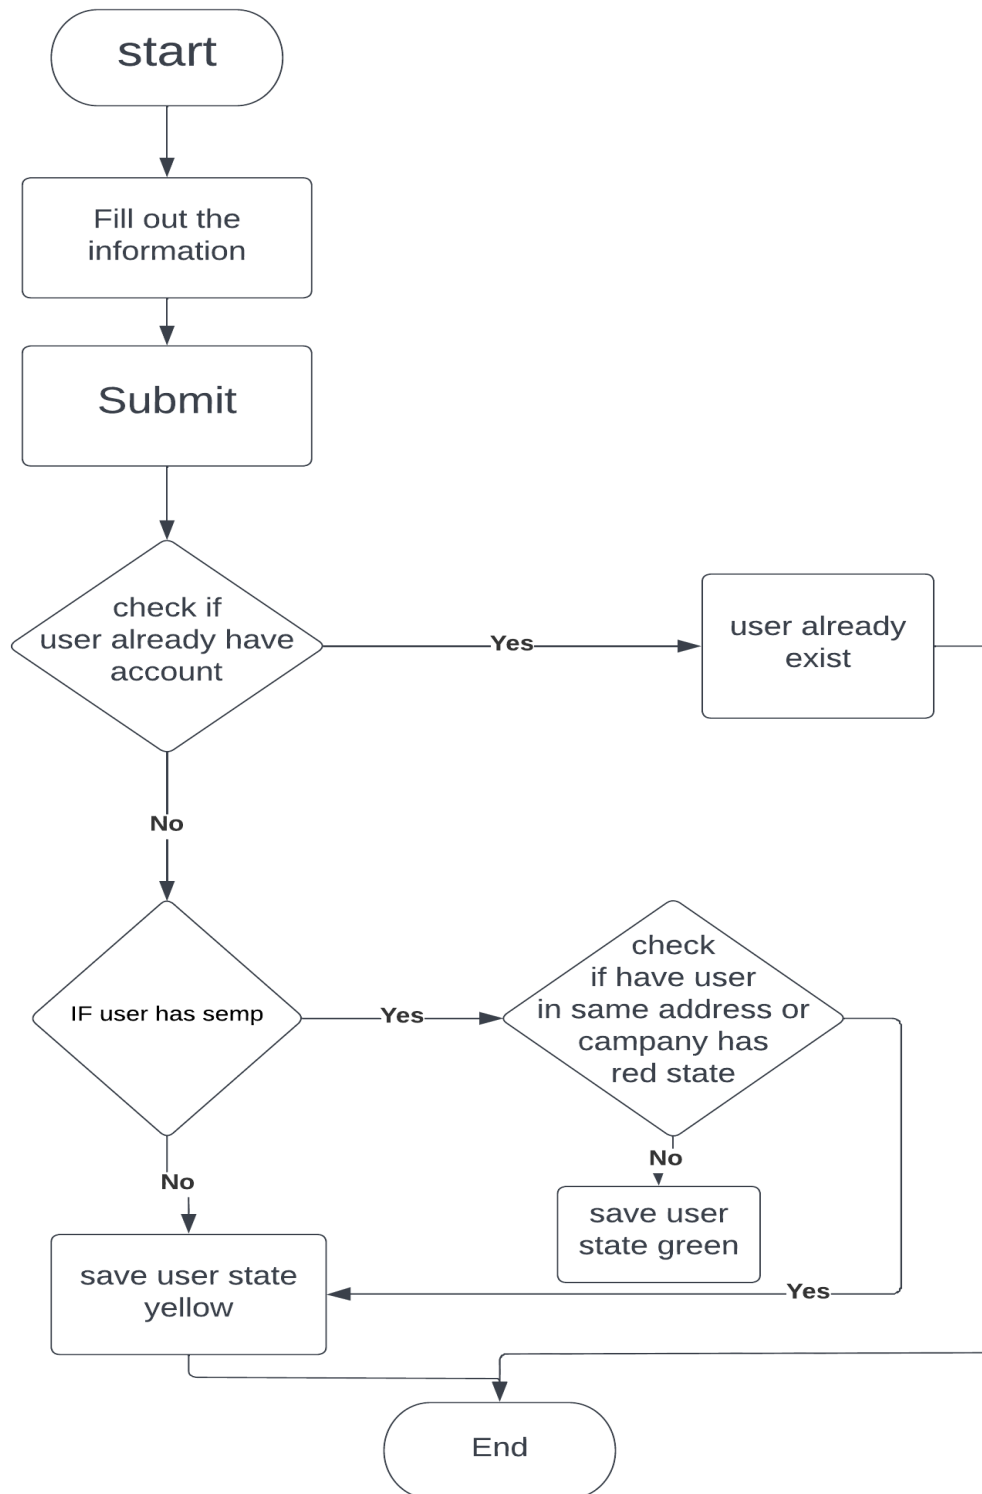 start
Fill out the
information
Submit
check if
user already have
account
Yes
user already
exist
No
IF user has semp
Yes
check
if have user
in same address or
campany has
red state
No
No
save user
state green
save user state
yellow
Yes
End